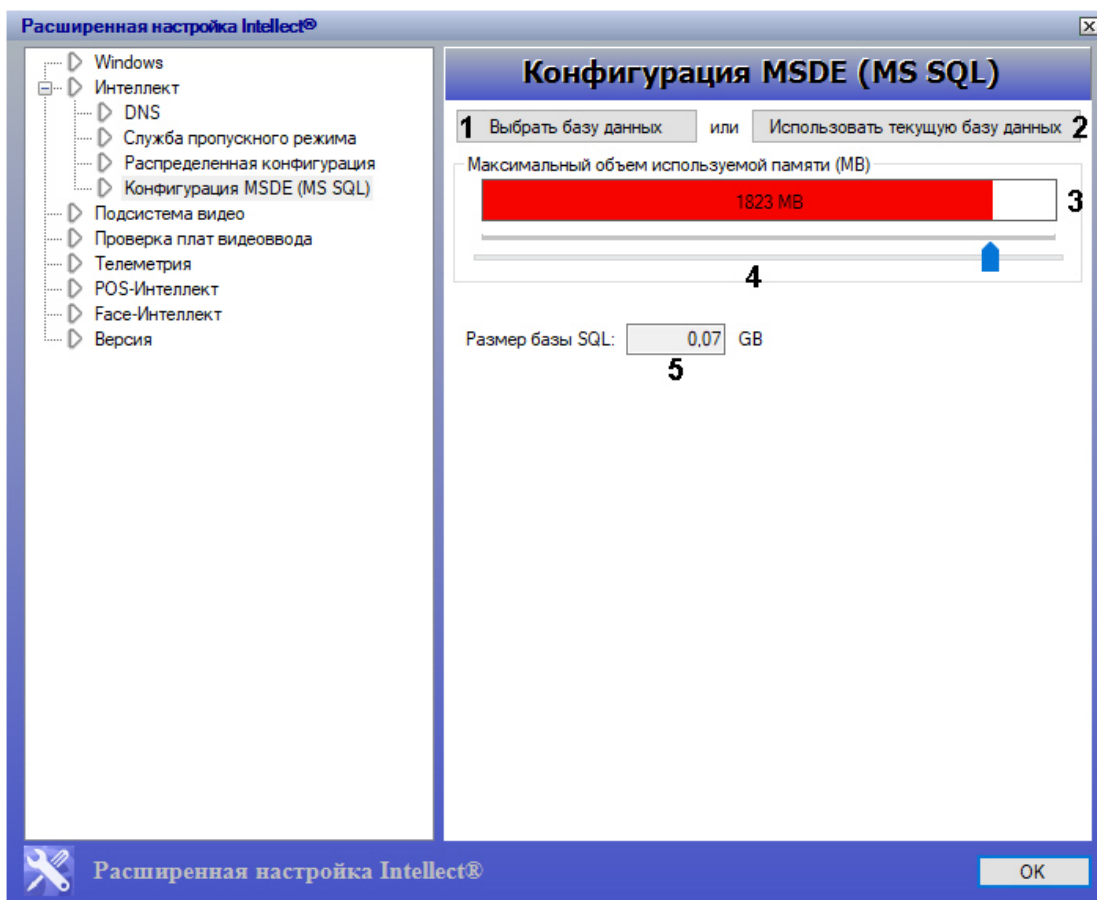 Расширенная настройка Intellect®
Windows
Интеллект
DNS
Служба пропускного режима
Распределенная конфигурация
Конфигурация MSDE (MS SQL)
Подсистема видео
Проверка плат видеоввода
Телеметрия
POS-Интеллект
Face-Интеллект
Версия
Конфигурация MSDE (MS SQL)
1 Выбрать базу данных или Использовать текущую базу данных 2
Максимальный объем используемой памяти (MB)
1823 MB 3
4
Размер базы SQL: 0,07 GB
5
Расширенная настройка Intellect®
OK